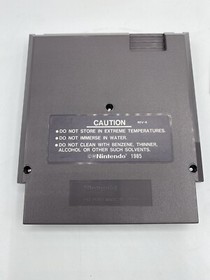 CAUTION
●DO NOT STORE IN EXTREME TEMPERATURES.
●DO NOT IMMERSE IN WATER.
●DO NOT CLEAN WITH BENZENE, THINNER,
ALCOHOL OR OTHER SUCH SOLVENTS.
Nintendo 1985